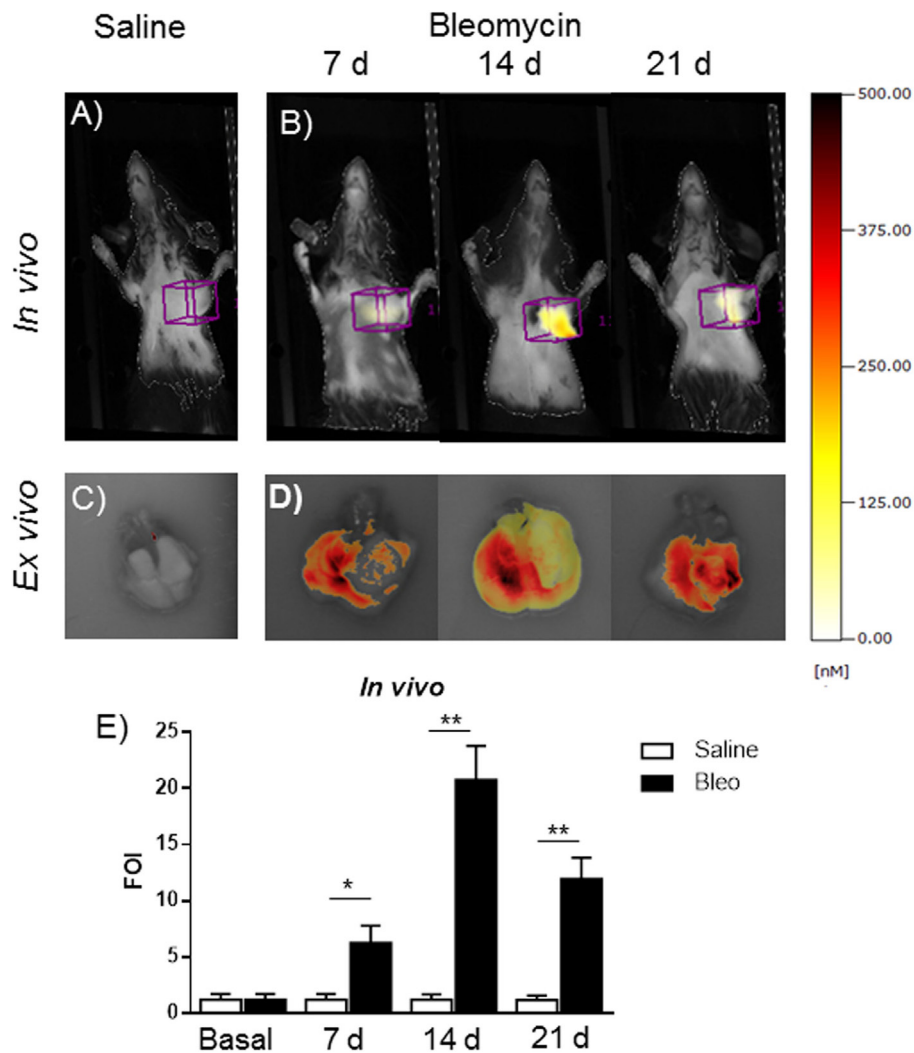 Saline
Bleomycin
7 d 14 d 21 d
In vivo
A)
B)
500.00
375.00
250.00
125.00
0.00
[nM]
Ex vivo
C)
D)
In vivo
E)
FOI
25
20
15
10
5
0
*
**
**
Saline
Bleo
Basal 7 d 14 d 21 d